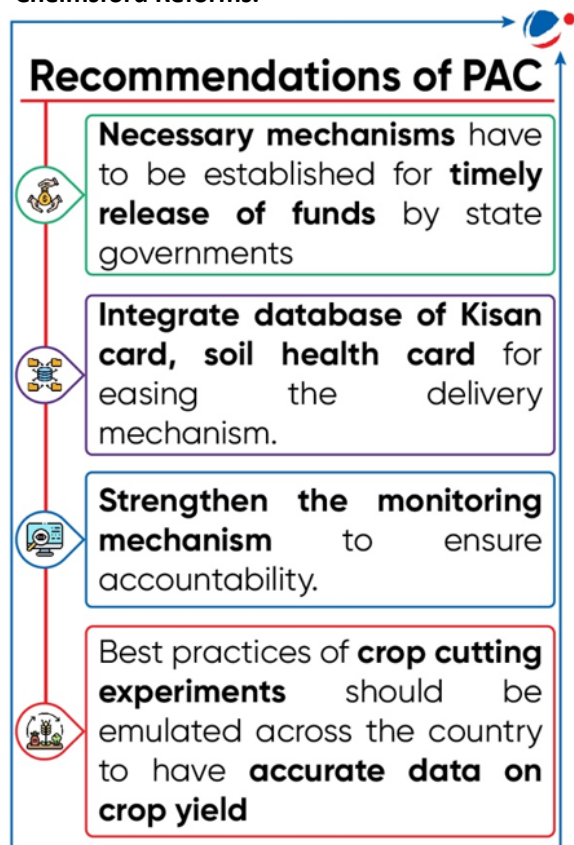 Chelmsford Reforms.
Recommendations of PAC
Necessary mechanisms have
to be established for timely
release of funds by state
governments
Integrate database of Kisan
card, soil health card for
easing the delivery
mechanism.
Strengthen the monitoring
mechanism to ensure
accountability.
Best practices of crop cutting
experiments should be
emulated across the country
to have accurate data on
crop yield